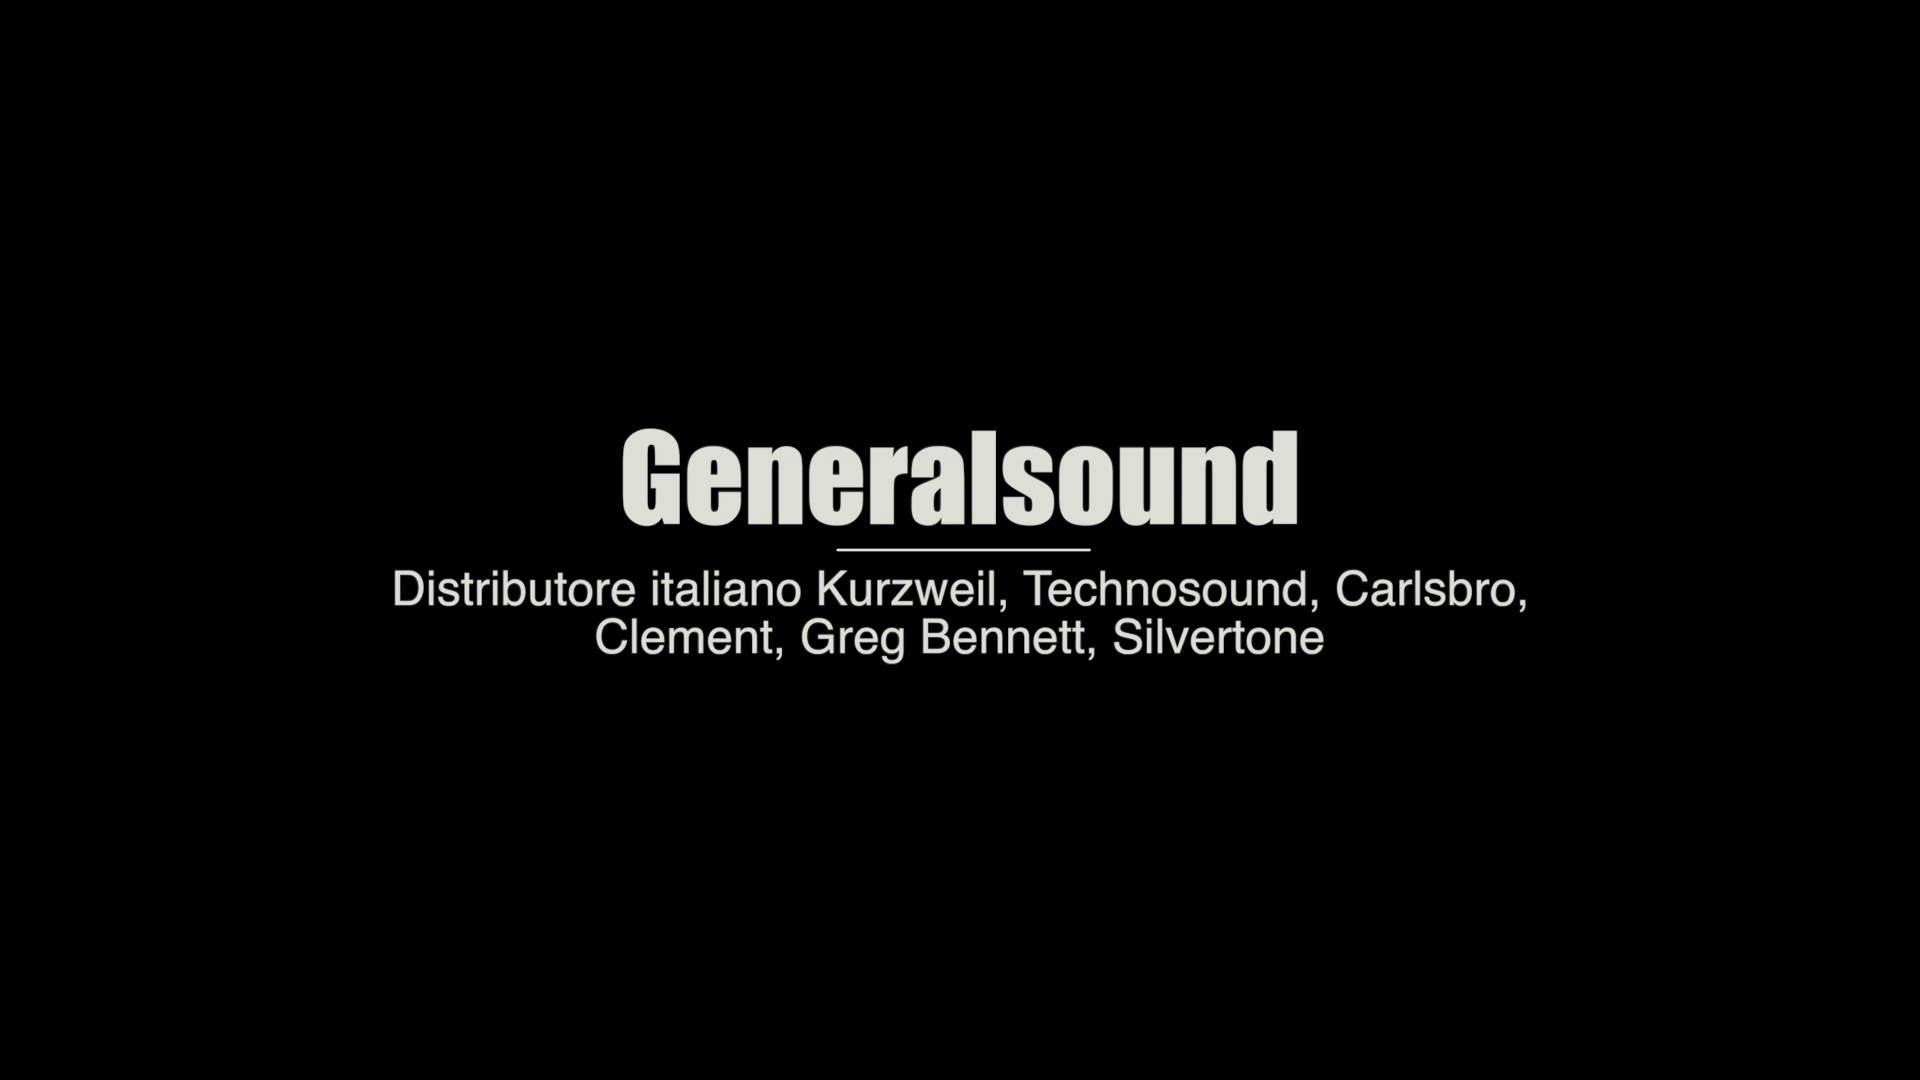 Generalsound
Distributore italiano Kurzweil, Technosound, Carlsbro,
Clement, Greg Bennett, Silvertone